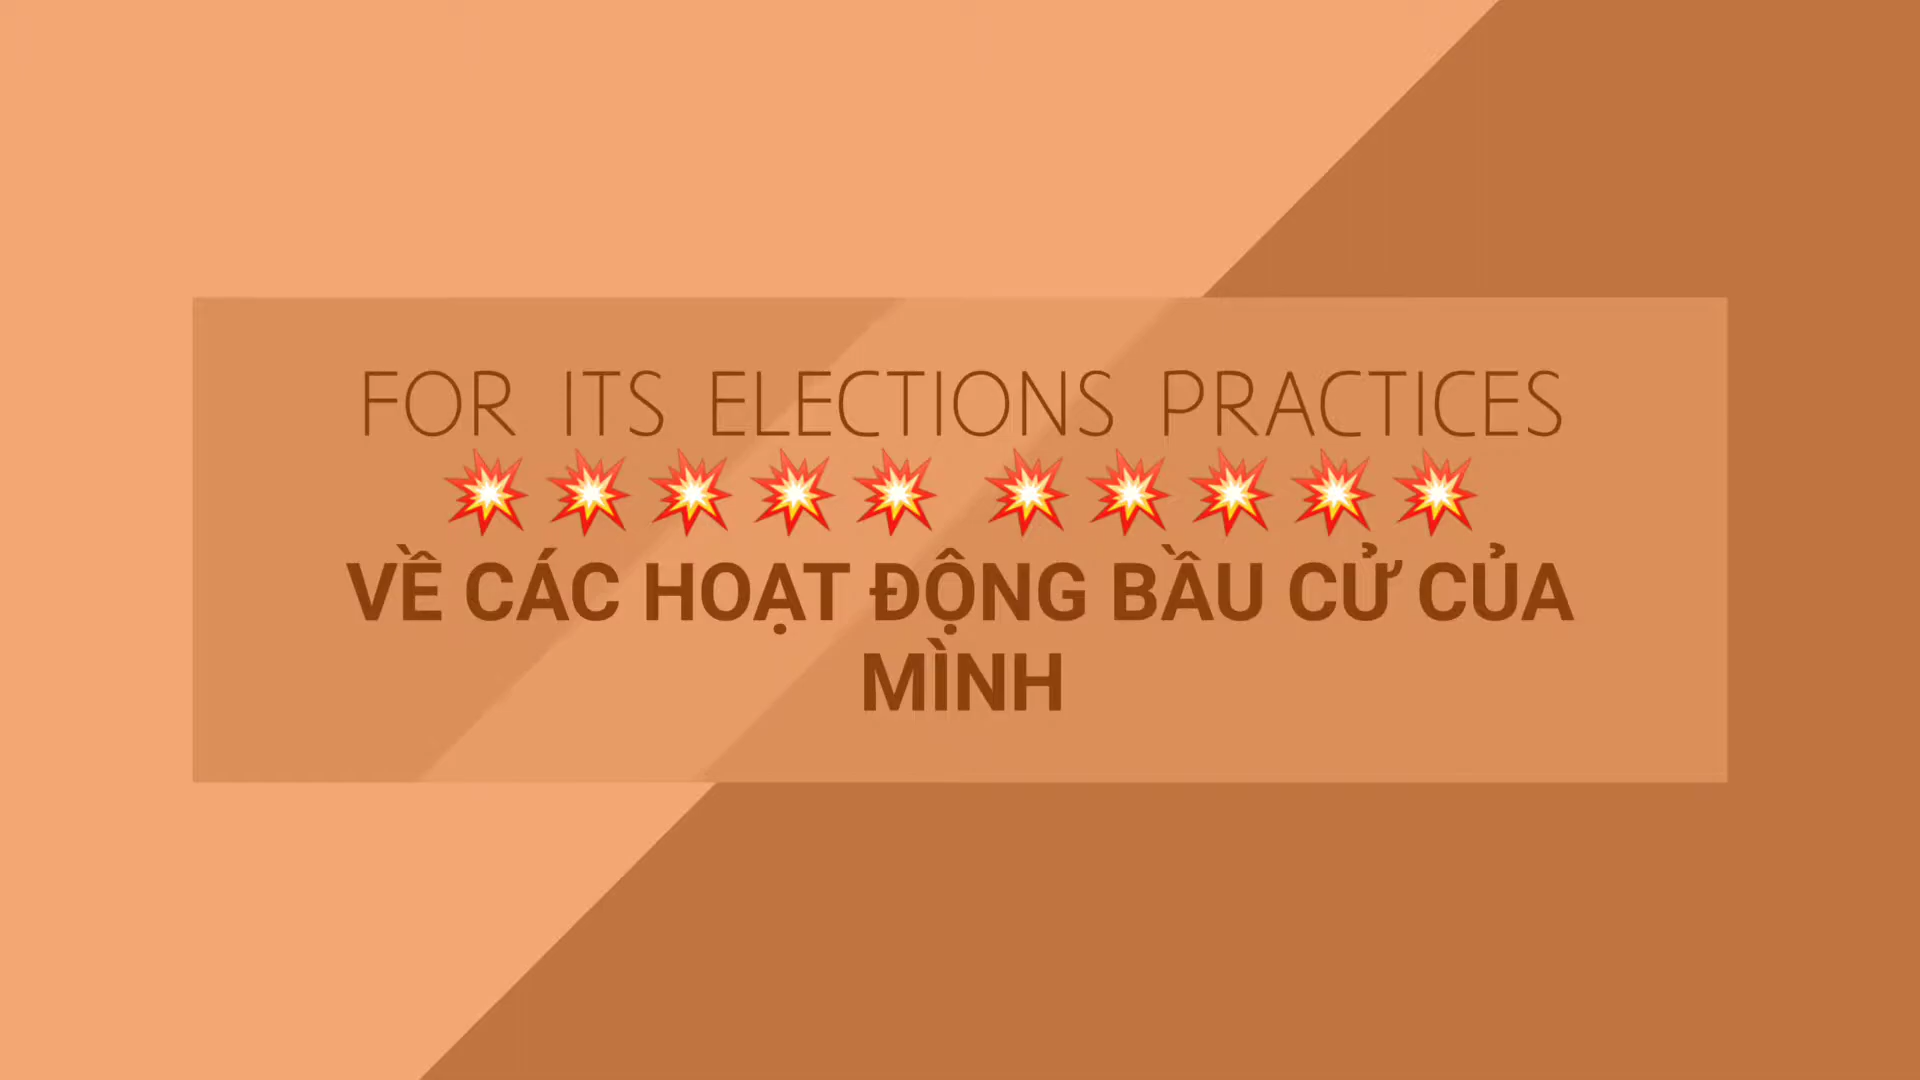 FOR ITS ELECTIONS PRACTICES
💥💥💥💥💥 💥💥💥💥💥
VỀ CÁC HOẠT ĐỘNG BẦU CỬ CỦA
MÌNH